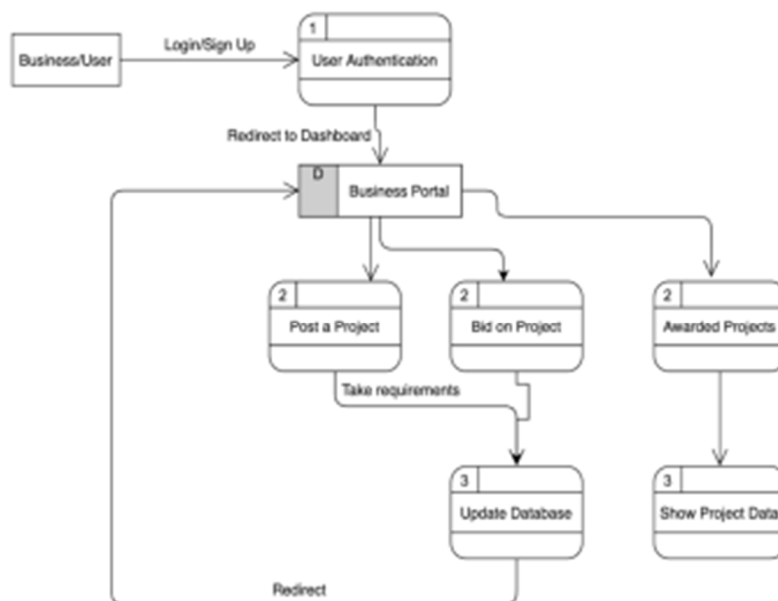 1
Login/Sign Up
Business/User
User Authentication
Redirect to Dashboard
D
Business Portal
2
2
2
Post a Project
Bid on Project
Awarded Projects
Take requirements
3
3
Update Database
Show Project Data
Redirect